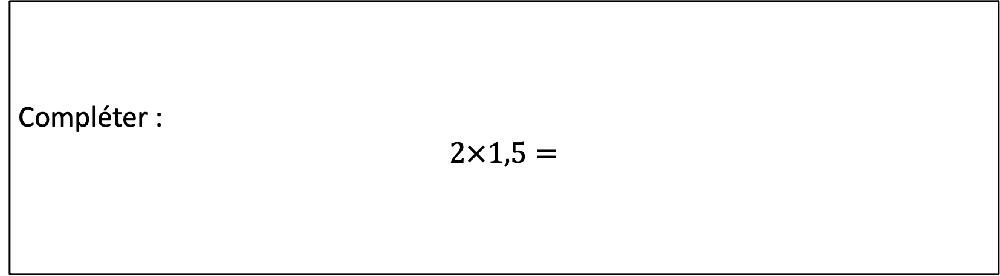 Compléter :
2×1,5 =